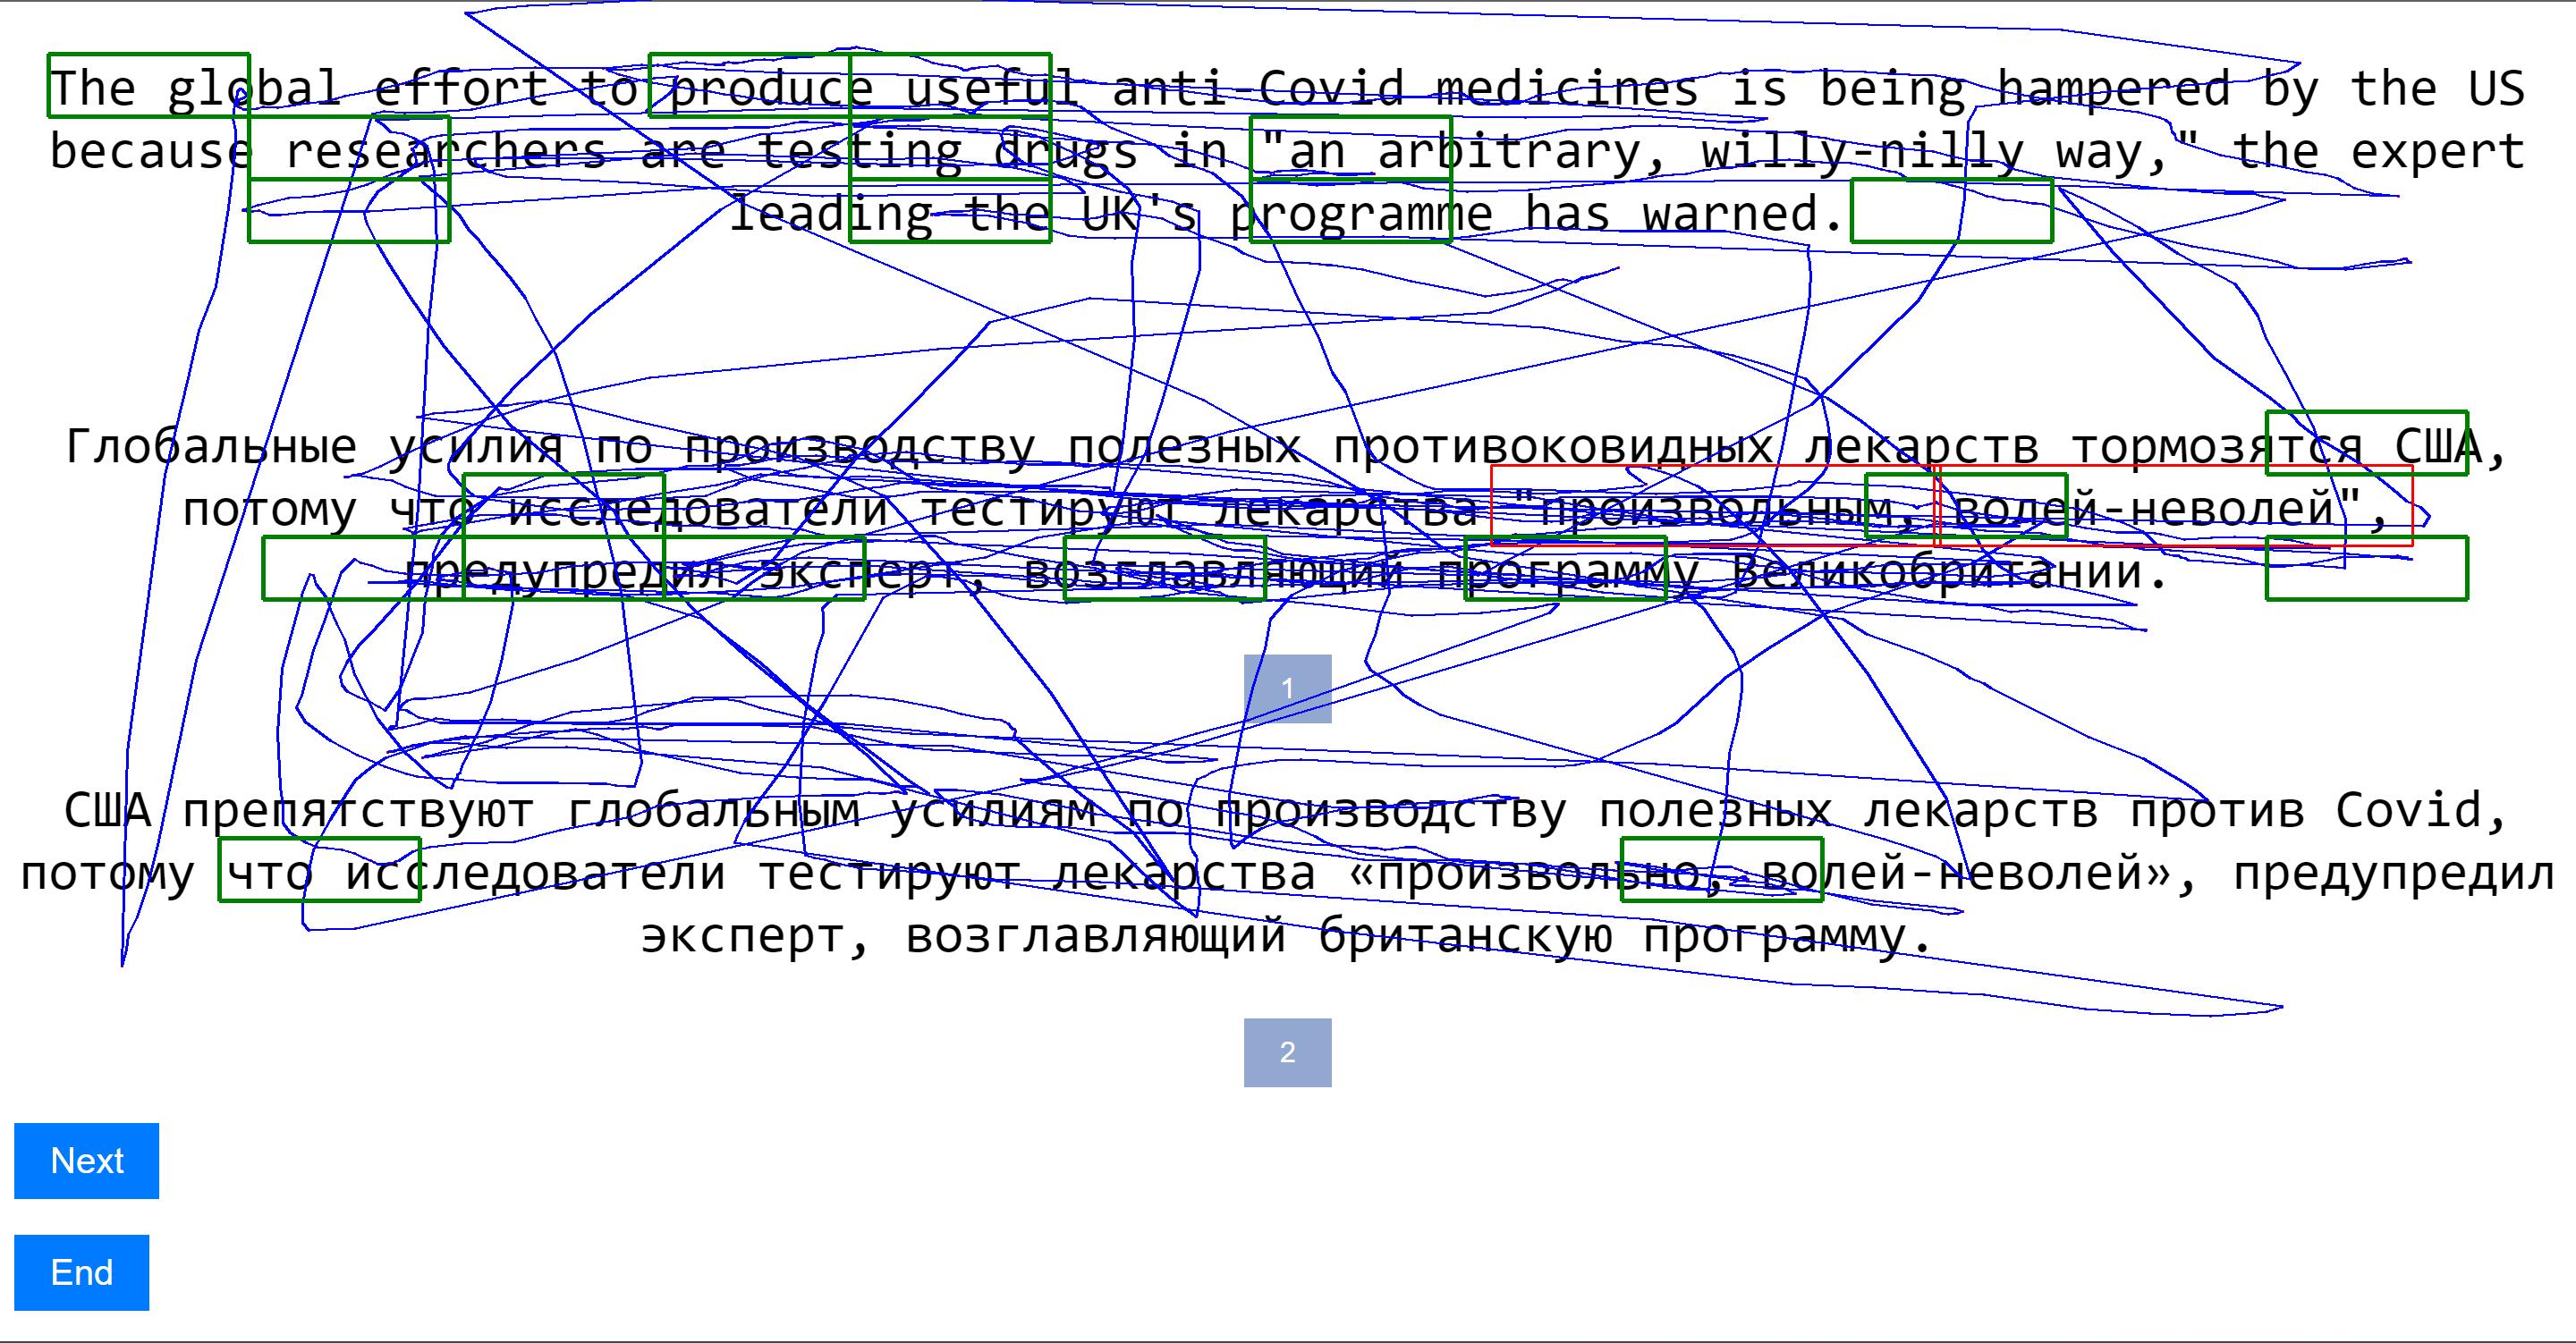 The global effort to produce useful anti-Covid medicines is being hampered by the US
because researchers are testing drugs in "an arbitrary, willy-nilly way," the expert
leading the UK's programme has warned.
Глобальные усилия по производству полезных противоковидных лекарств тормозятся США,
потому что исследователи тестируют лекарства "произвольным, волей-неволей",
предупредил эксперт, возглавляющий программу Великобритании.
1
США препятствуют глобальным усилиям по производству полезных лекарств против Covid,
потому что исследователи тестируют лекарства «произвольно, волей-неволей», предупредил
эксперт, возглавляющий британскую программу.
2
Next
End